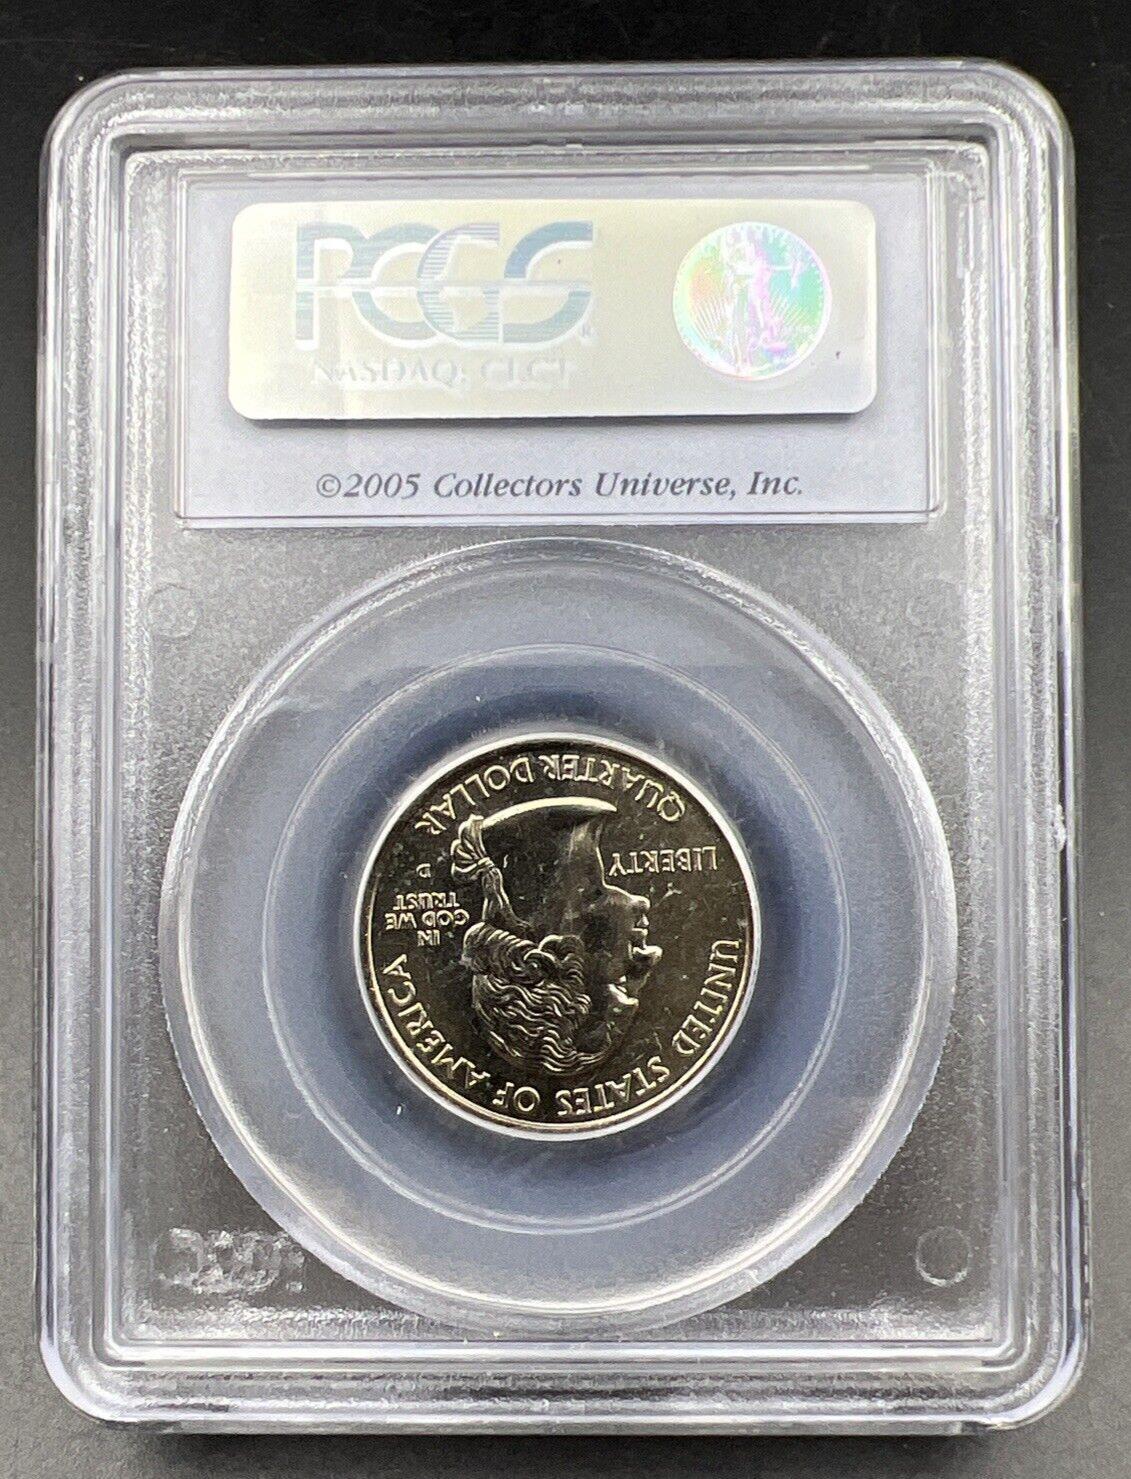 PCGS®
NASDAQ: CLCT
©2005 Collectors Universe, Inc.
UNITED STATES OF AMERICA
LIBERTY
IN
GOD WE
TRUST
D
QUARTER DOLLAR